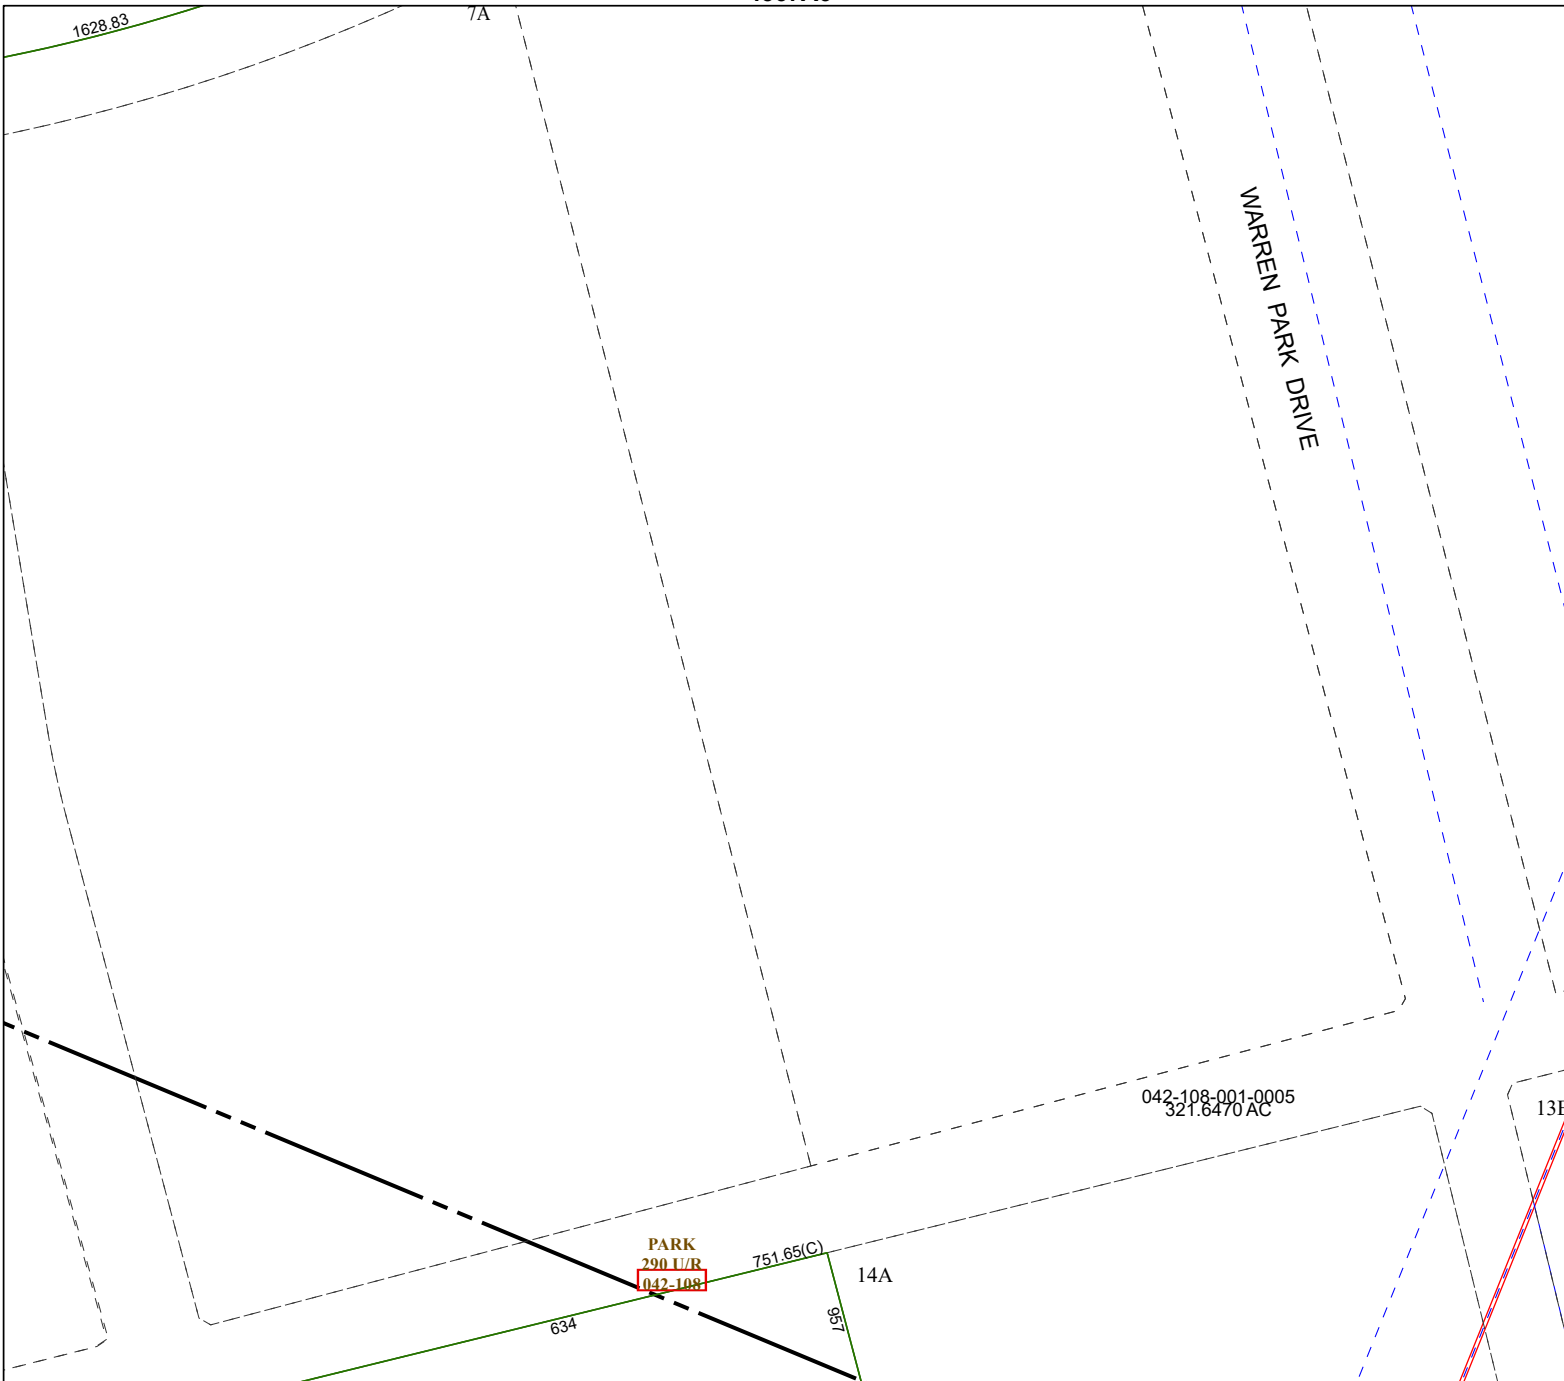 7A
1628.83
WARREN PARK DRIVE
042-108-001-0005
321.6470 AC
PARK
290 U/R
042-108
751.65(C)
14A
957
634